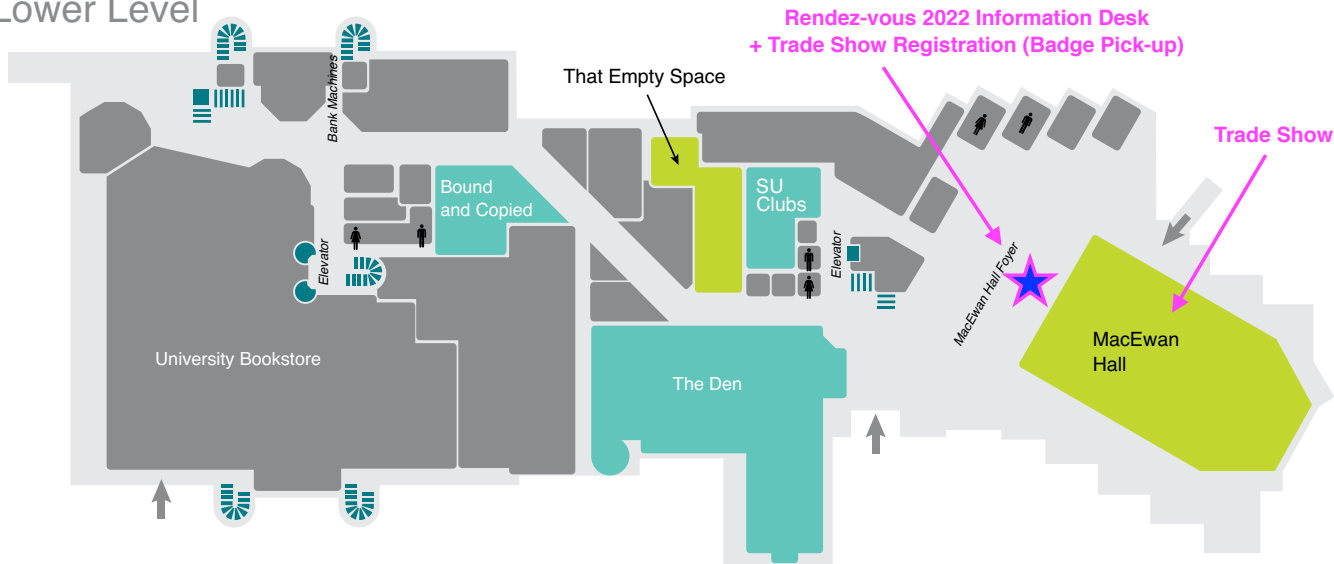 Lower Level
Rendez-vous 2022 Information Desk
+ Trade Show Registration (Badge Pick-up)
That Empty Space
Trade Show
Bank Machines
Bound
and Copied
SU
Clubs
Elevator
Elevator
MacEwan Hall Foyer
MacEwan
Hall
University Bookstore
The Den